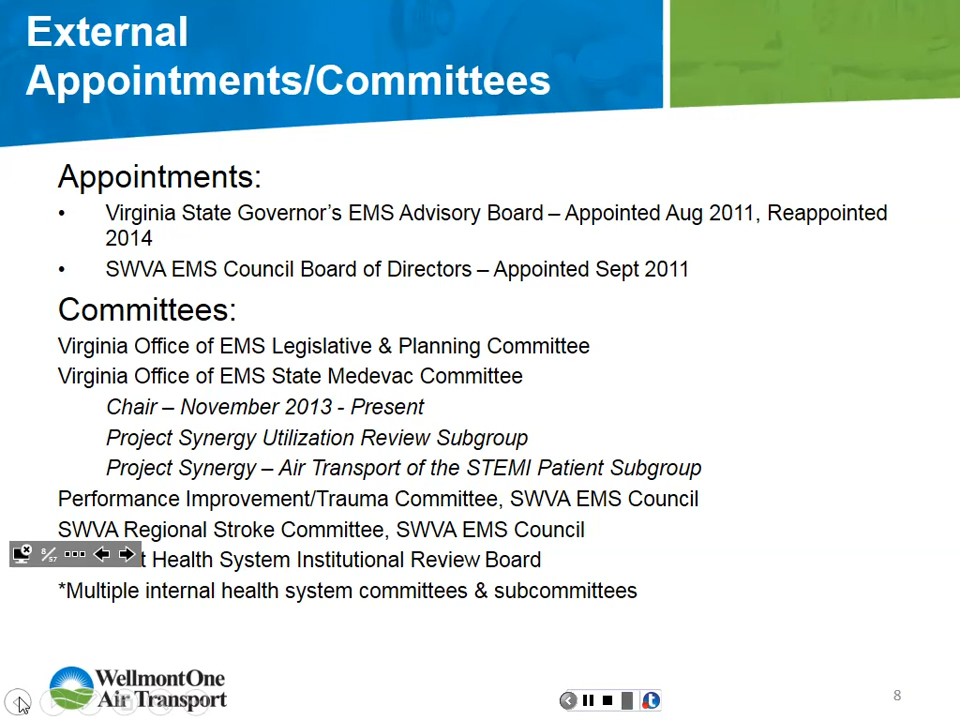 External
Appointments/Committees
Appointments:
• Virginia State Governor’s EMS Advisory Board – Appointed Aug 2011, Reappointed
2014
• SWVA EMS Council Board of Directors – Appointed Sept 2011
Committees:
Virginia Office of EMS Legislative & Planning Committee
Virginia Office of EMS State Medevac Committee
Chair – November 2013 - Present
Project Synergy Utilization Review Subgroup
Project Synergy – Air Transport of the STEMI Patient Subgroup
Performance Improvement/Trauma Committee, SWVA EMS Council
SWVA Regional Stroke Committee, SWVA EMS Council
8/57
t Health System Institutional Review Board
*Multiple internal health system committees & subcommittees
WellmontOne
Air Transport
t
8